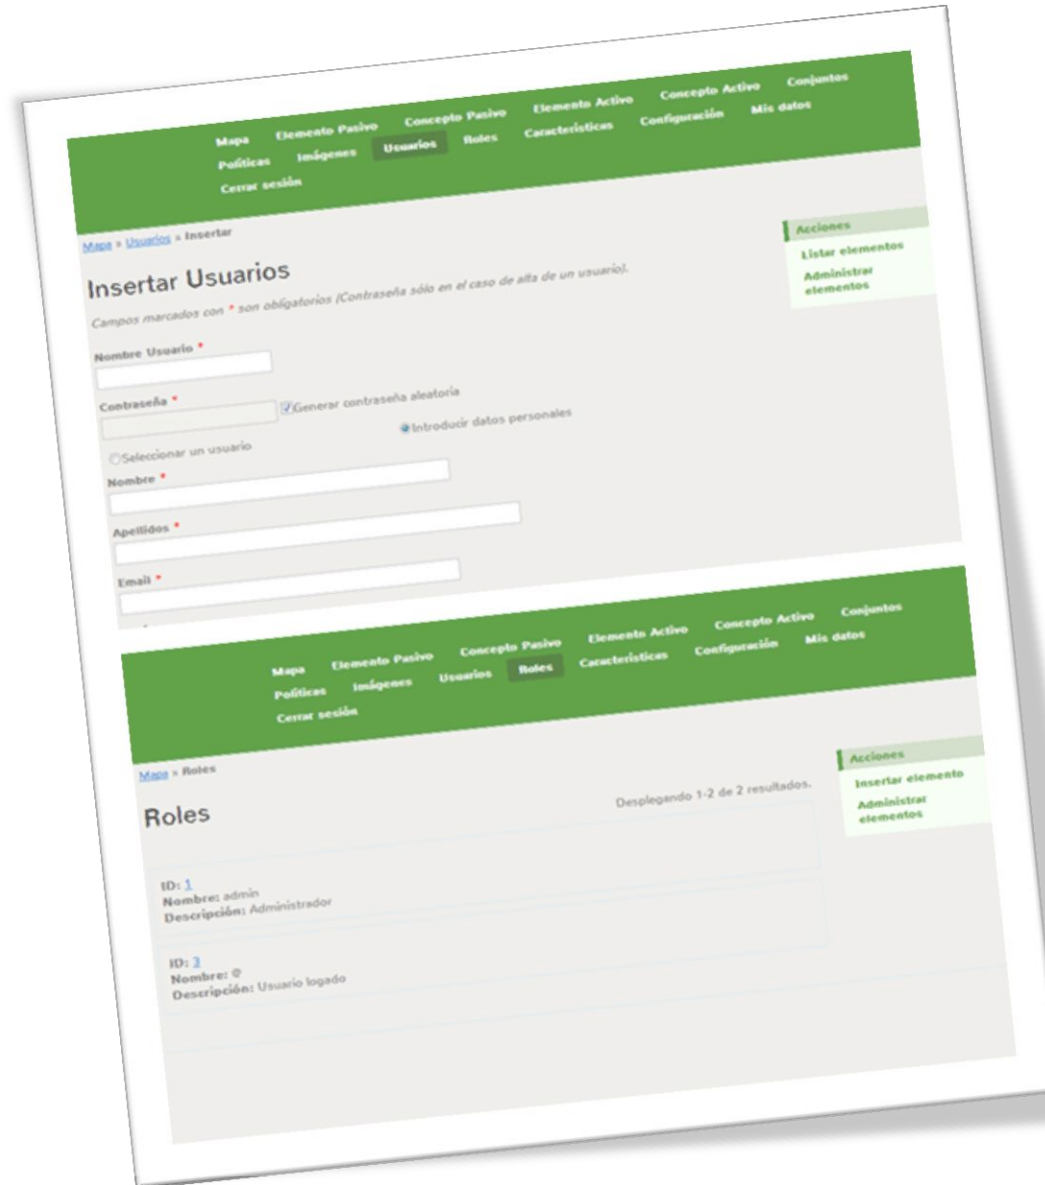 Mapa Elemento Pasivo Concepto Pasivo Elemento Activo Concepto Activo Conjuntos
Políticas Imágenes Usuarios Roles Características Configuración Mis datos
Cerrar sesión
Mapa » Usuarios » Insertar
Acciones
Listar elementos
Administrar
elementos
Insertar Usuarios
Campos marcados con * son obligatorios (Contraseña sólo en el caso de alta de un usuario).
Nombre Usuario *
Contraseña *
Generar contraseña aleatoria
Seleccionar un usuario Introducir datos personales
Nombre *
Apellidos *
Email *
Mapa Elemento Pasivo Concepto Pasivo Elemento Activo Concepto Activo Conjuntos
Políticas Imágenes Usuarios Roles Características Configuración Mis datos
Cerrar sesión
Mapa » Roles
Acciones
Insertar elemento
Administrar
elementos
Roles
Desplegando 1-2 de 2 resultados.
ID: 1
Nombre: admin
Descripción: Administrador
ID: 3
Nombre: @
Descripción: Usuario logado